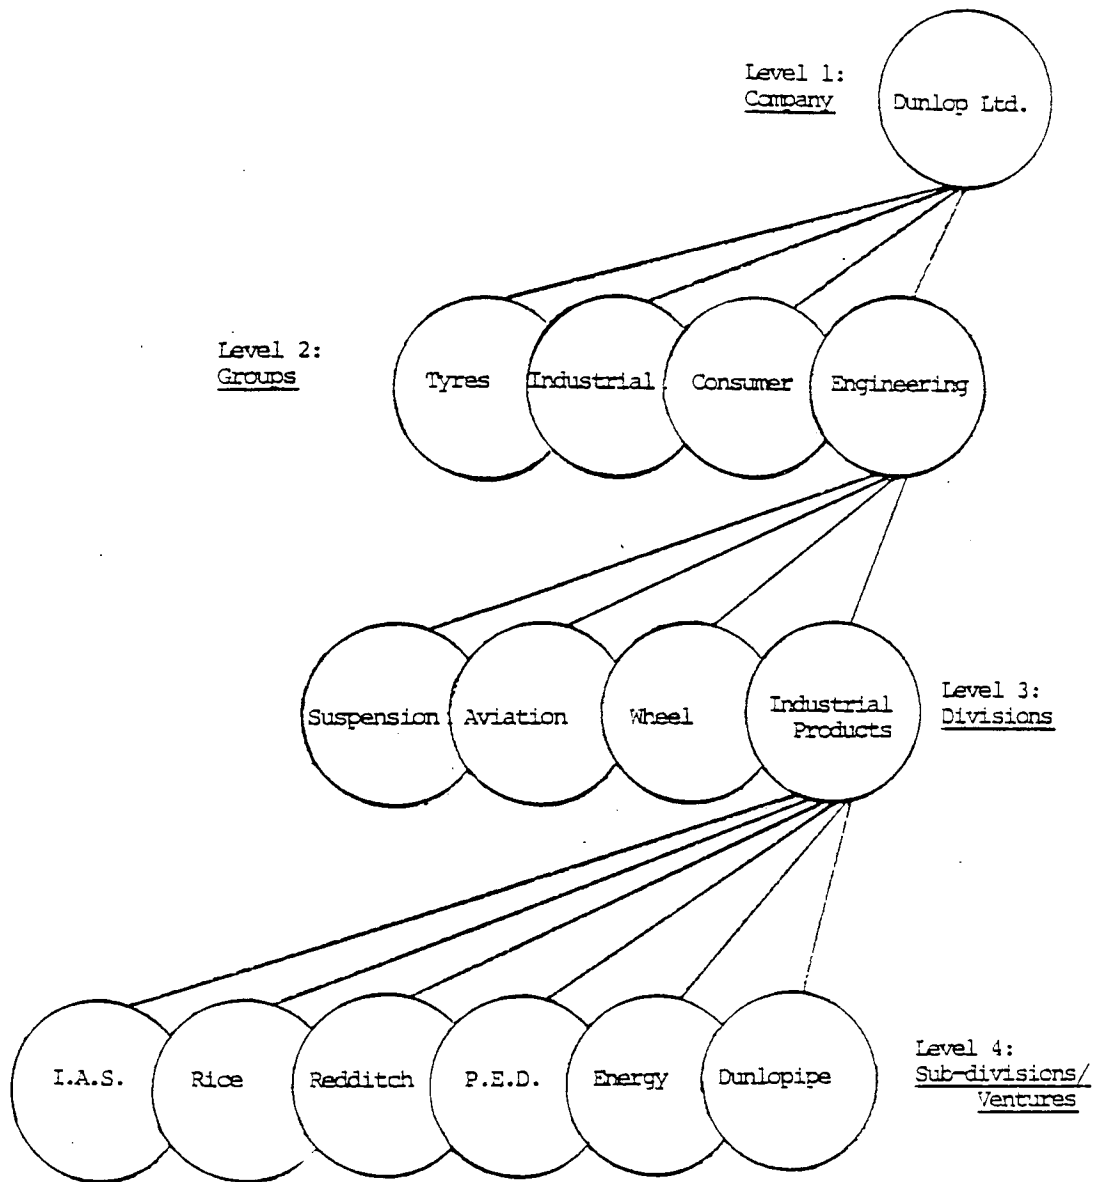 Level 1:
Company
Dunlop Ltd.
Level 2:
Groups
Tyres
Industrial
Consumer
Engineering
Suspension
Aviation
Wheel
Industrial
Products
Level 3:
Divisions
I.A.S.
Rice
Redditch
P.E.D.
Energy
Dunlopipe
Level 4:
Sub-divisions/
Ventures